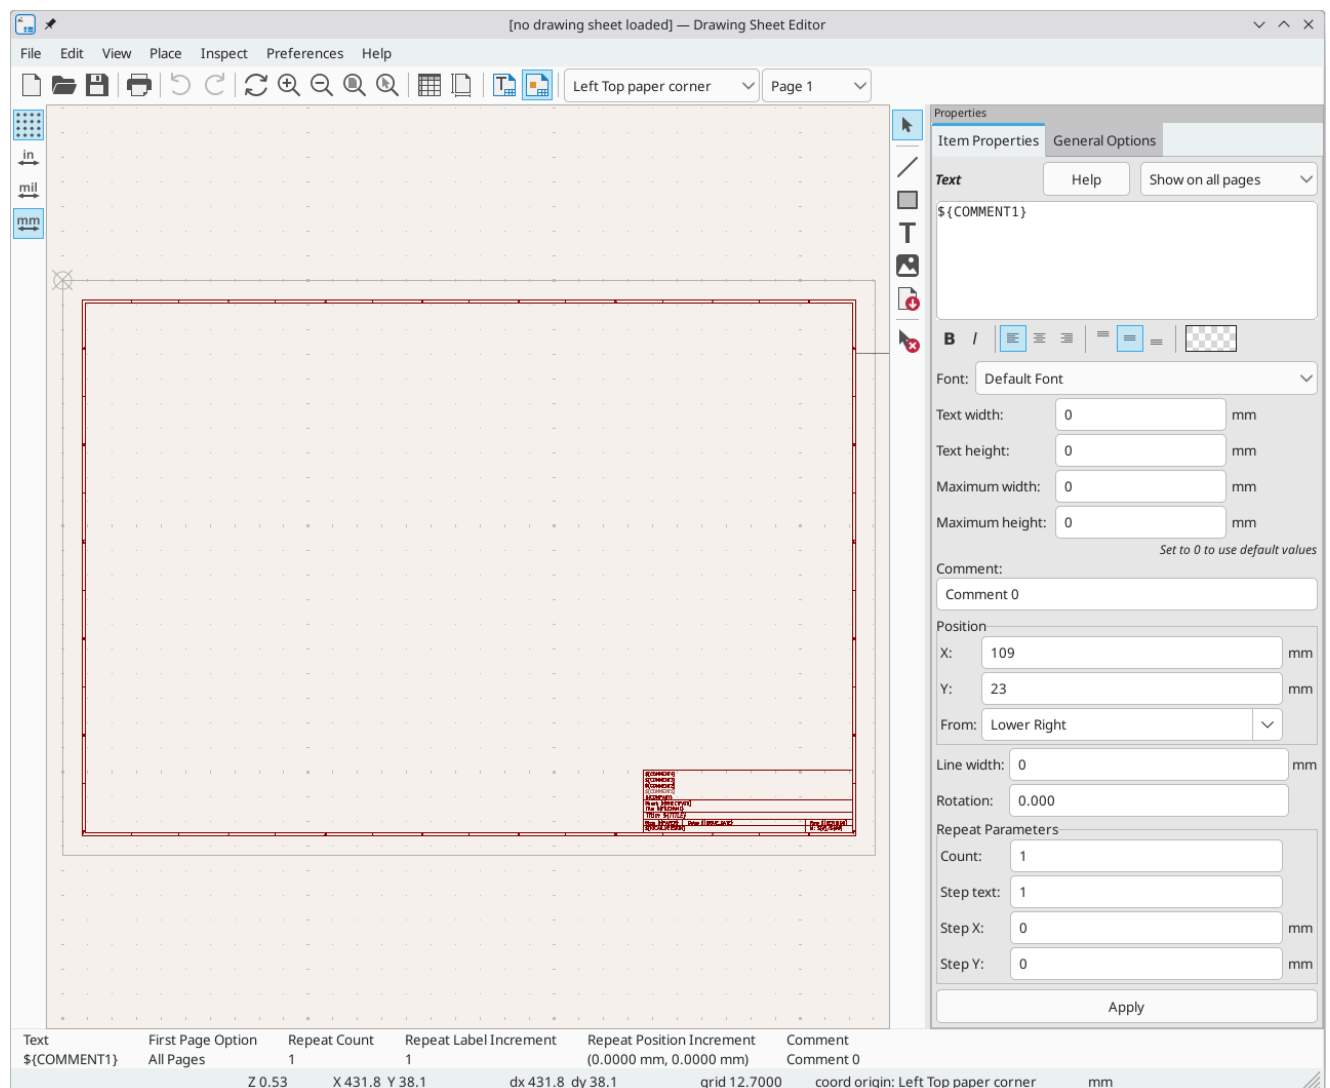 [no drawing sheet loaded] — Drawing Sheet Editor
File Edit View Place Inspect Preferences Help
Left Top paper corner Page 1
in
mil
mm
Properties
Item Properties General Options
Text Help Show on all pages
${COMMENT1}
B I
Font: Default Font
Text width: 0 mm
Text height: 0 mm
Maximum width: 0 mm
Maximum height: 0 mm
Set to 0 to use default values
Comment:
Comment 0
Position
X: 109 mm
Y: 23 mm
From: Lower Right
Line width: 0 mm
Rotation: 0.000
Repeat Parameters
Count: 1
Step text: 1
Step X: 0 mm
Step Y: 0 mm
Apply
Text First Page Option Repeat Count Repeat Label Increment Repeat Position Increment Comment
${COMMENT1} All Pages 1 1 (0.0000 mm, 0.0000 mm) Comment 0
Z 0.53 X 431.8 Y 38.1 dx 431.8 dy 38.1 grid 12.7000 coord origin: Left Top paper corner mm